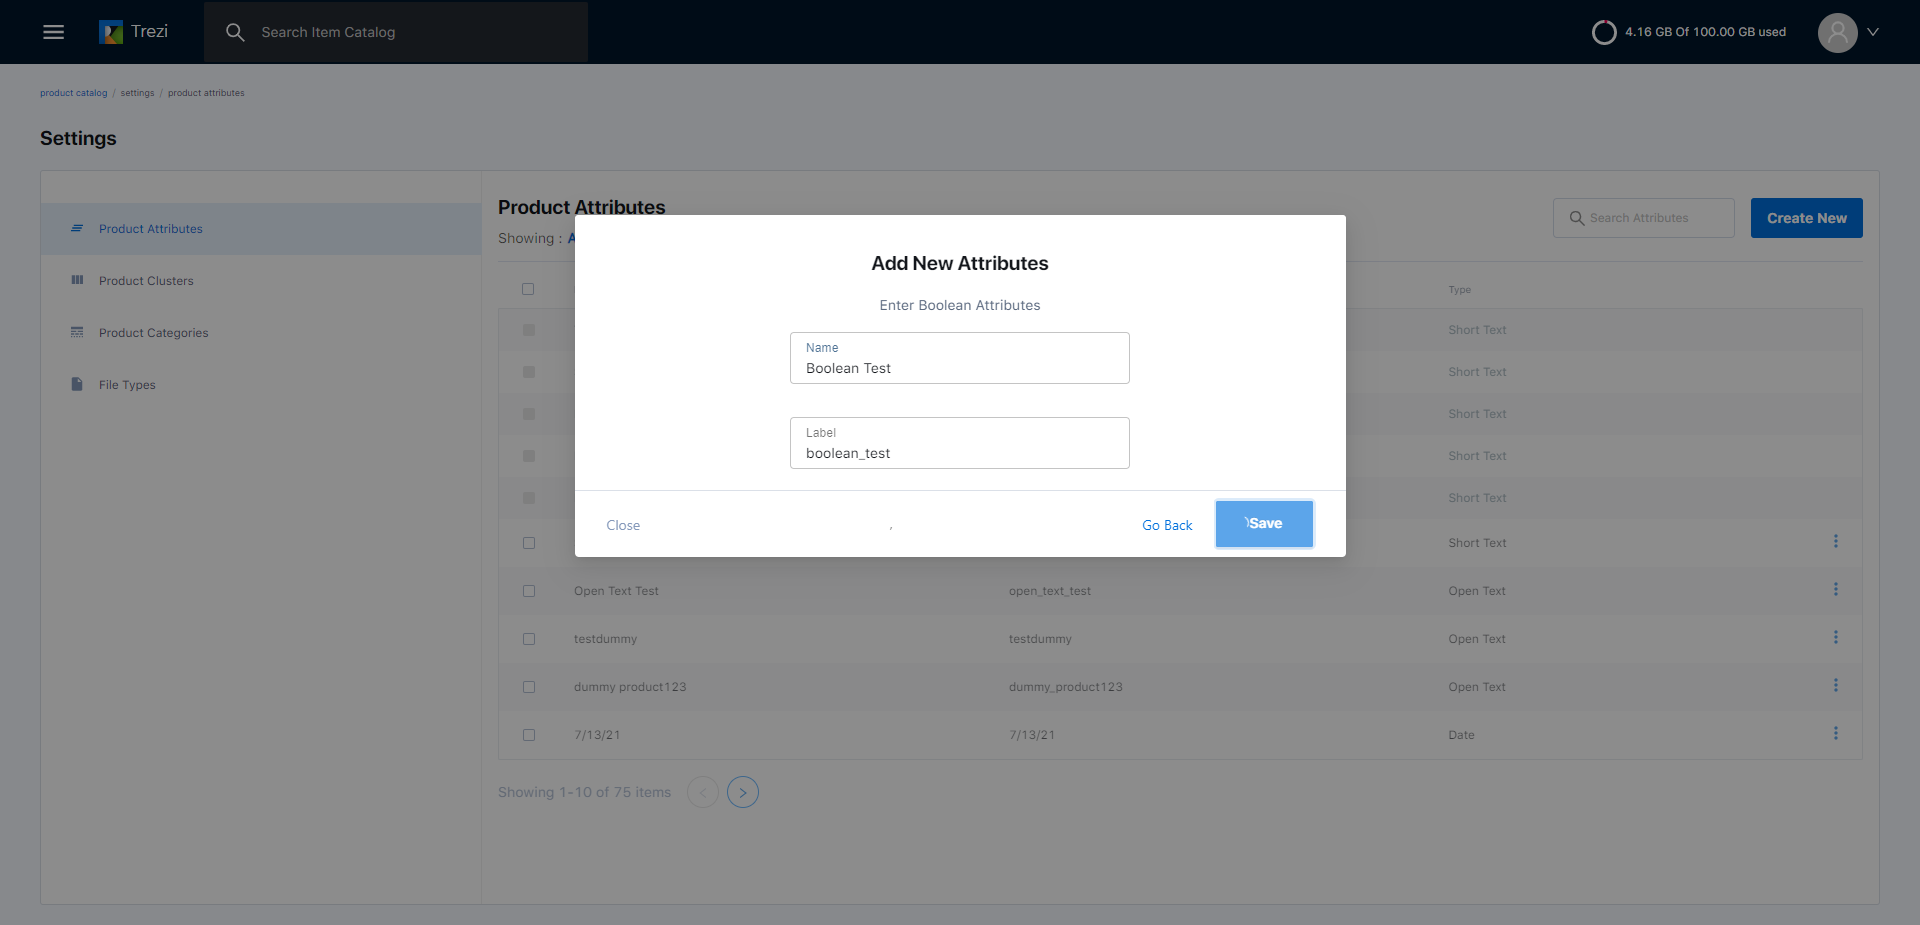 Trezi
Search Item Catalog
4.16 GB Of 100.00 GB used
product catalog / settings / product attributes
Settings
Product Attributes
Product Clusters
Product Categories
File Types
Product Attributes
Showing : A
Search Attributes
Create New
Type
Short Text
Short Text
Short Text
Short Text
Short Text
Short Text
Open Text Test open_text_test Open Text
testdummy testdummy Open Text
dummy product123 dummy_product123 Open Text
7/13/21 7/13/21 Date
Showing 1-10 of 75 items < >
Add New Attributes
Enter Boolean Attributes
Name
Boolean Test
Label
boolean_test
Close
,
Go Back
Save